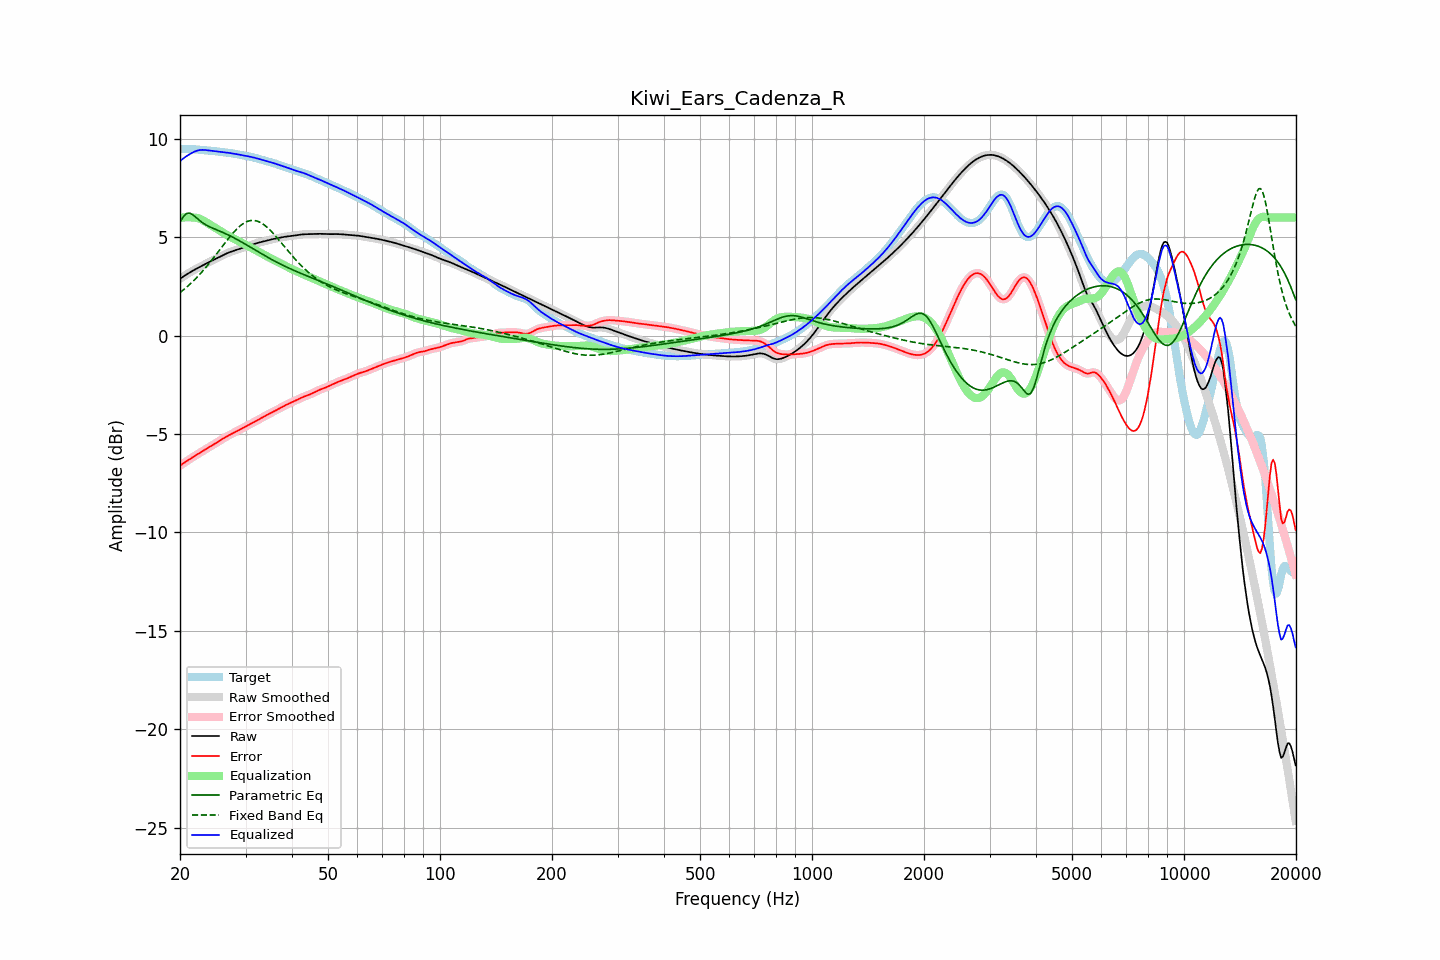 Kiwi_Ears_Cadenza_R
10
5
0
−5
−10
−15
−20
−25
Amplitude (dBr)
Target
Raw Smoothed
Error Smoothed
Raw
Error
Equalization
Parametric Eq
Fixed Band Eq
Equalized
20 50 100 200 500 1000 2000 5000 10000 20000
Frequency (Hz)